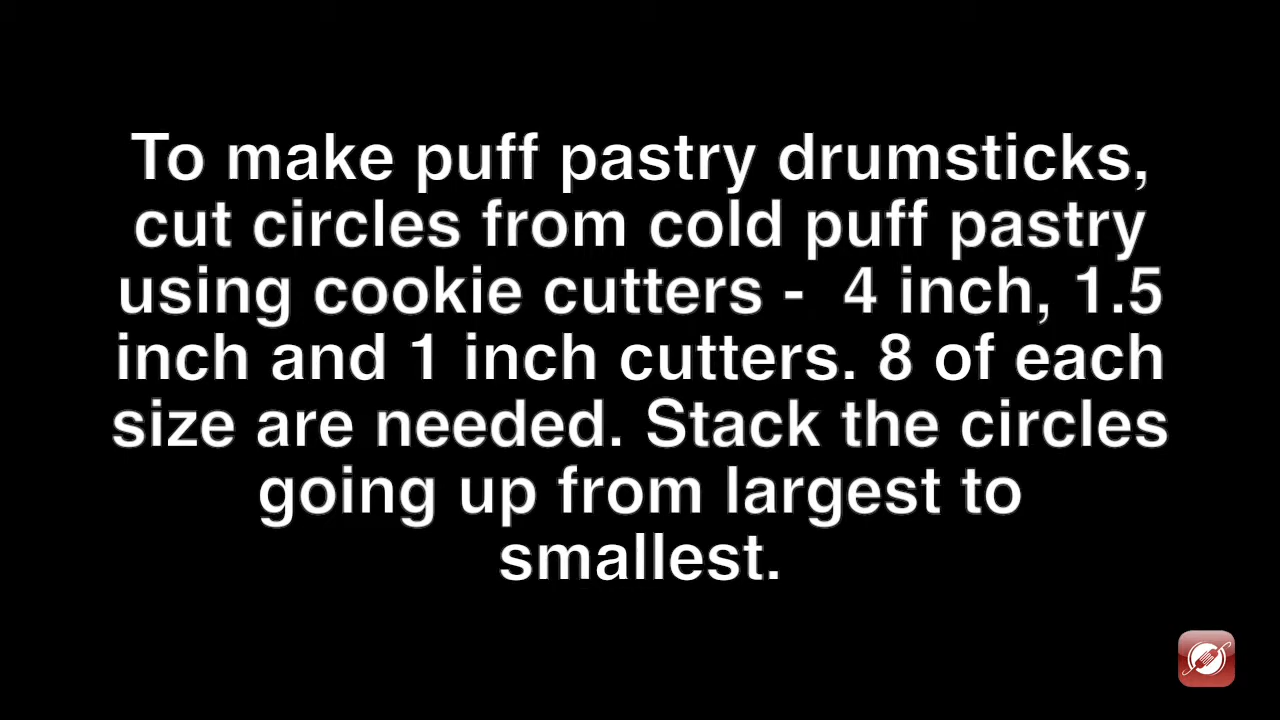 To make puff pastry drumsticks,
cut circles from cold puff pastry
using cookie cutters -  4 inch, 1.5
inch and 1 inch cutters. 8 of each
size are needed. Stack the circles
going up from largest to
smallest.